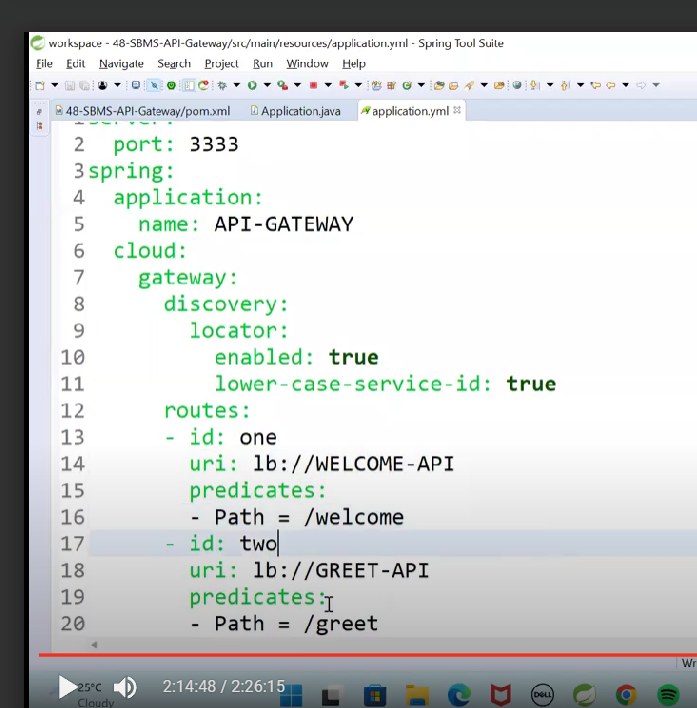 workspace - 48-SBMS-API-Gateway/src/main/resources/application.yml - Spring Tool Suite
File Edit Navigate Search Project Run Window Help
48-SBMS-API-Gateway/pom.xml Application.java application.yml
1 server:
2 port: 3333
3 spring:
4 application:
5 name: API-GATEWAY
6 cloud:
7 gateway:
8 discovery:
9 locator:
10 enabled: true
11 lower-case-service-id: true
12 routes:
13 - id: one
14 uri: lb://WELCOME-API
15 predicates:
16 - Path = /welcome
17 - id: two
18 uri: lb://GREET-API
19 predicates:
20 - Path = /greet
Wr
25°C 2:14:48 / 2:26:15
Cloudy
DELL